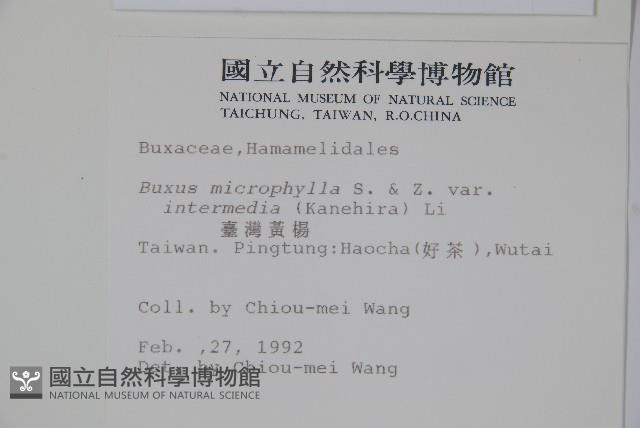 國立自然科學博物館
NATIONAL MUSEUM OF NATURAL SCIENCE
TAICHUNG, TAIWAN, R.O.CHINA
Buxaceae,Hamamelidales
Buxus microphylla S. & Z. var.
intermedia (Kanehira) Li
臺灣黃楊
Taiwan. Pingtung:Haocha(好茶),Wutai
Coll. by Chiou-mei Wang
Feb. ,27, 1992
Det. by Chiou-mei Wang
國立自然科學博物館
NATIONAL MUSEUM OF NATURAL SCIENCE